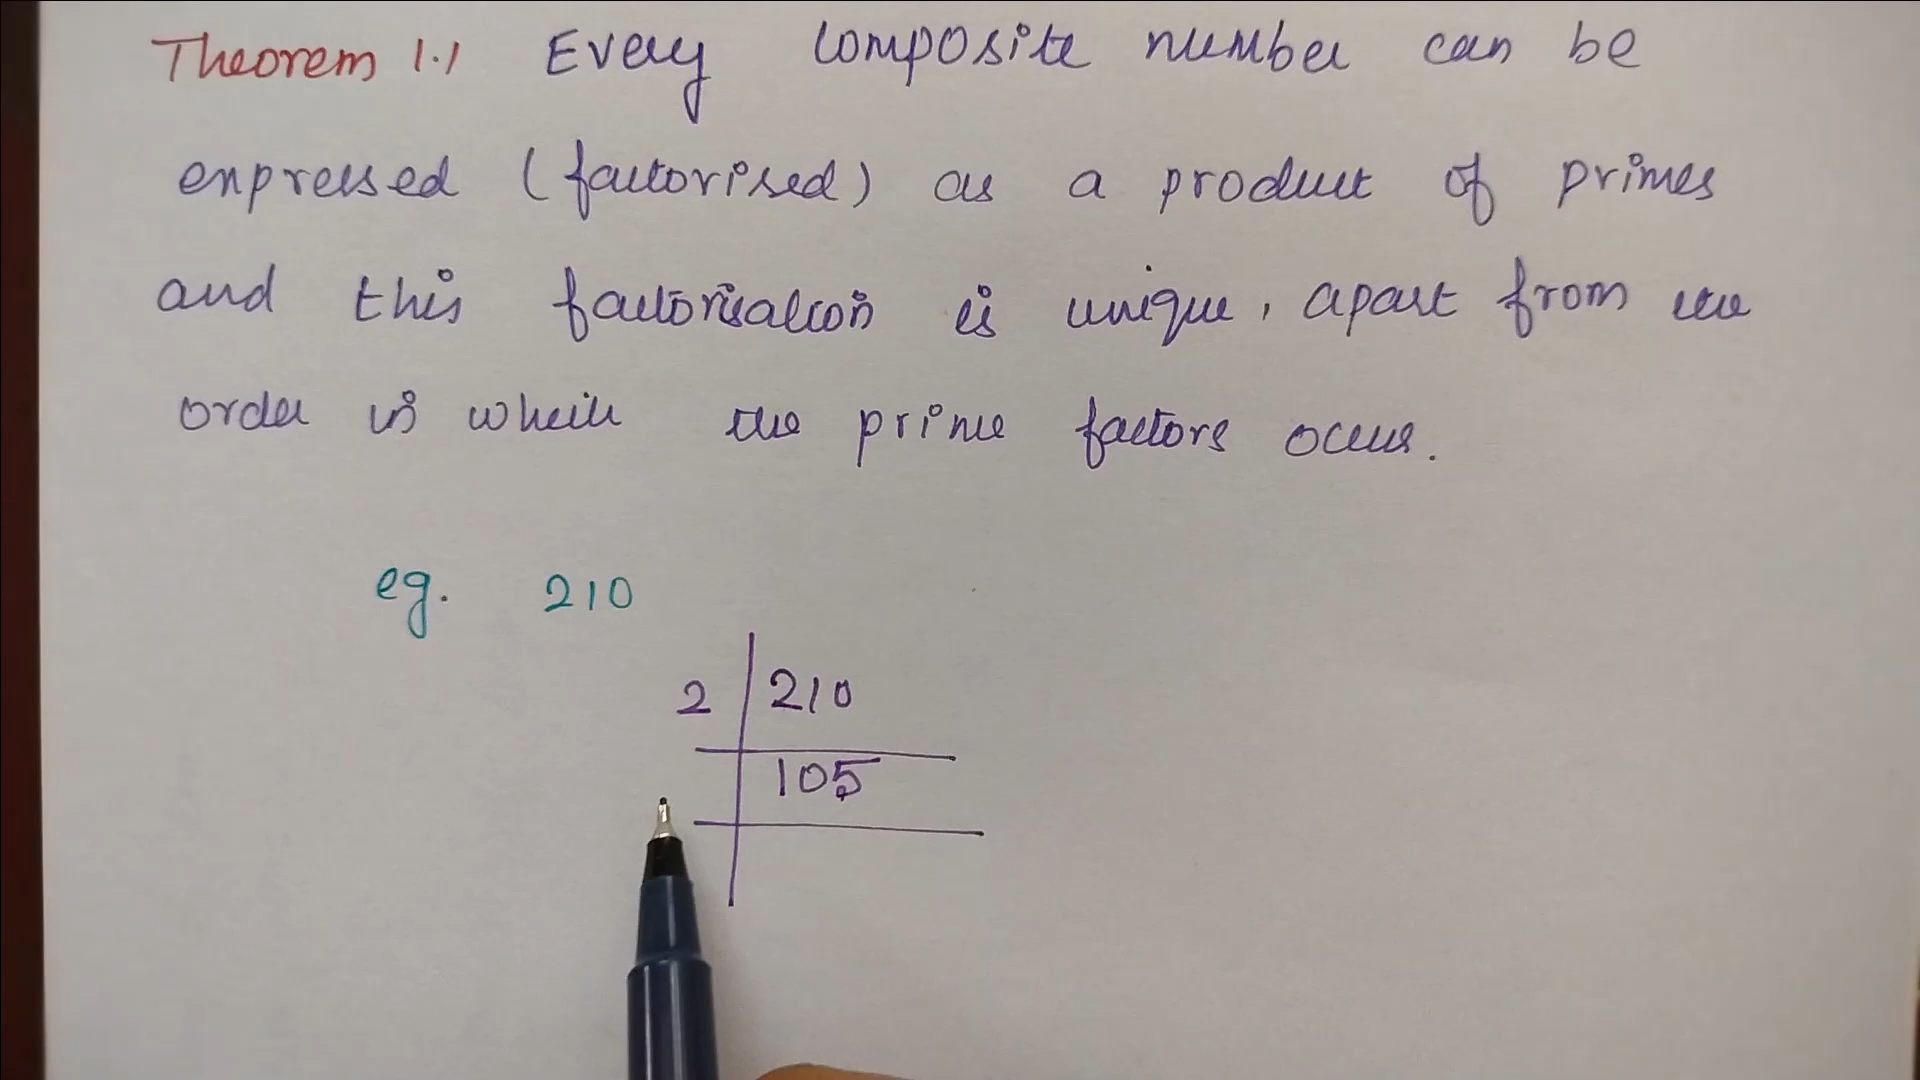 Theorem 1.1 Every composite number can be
expressed (factorised) as a product of primes
and this factorisation is unique, apart from the
order in which the prime factors occur.
eg. 210
2 210
105